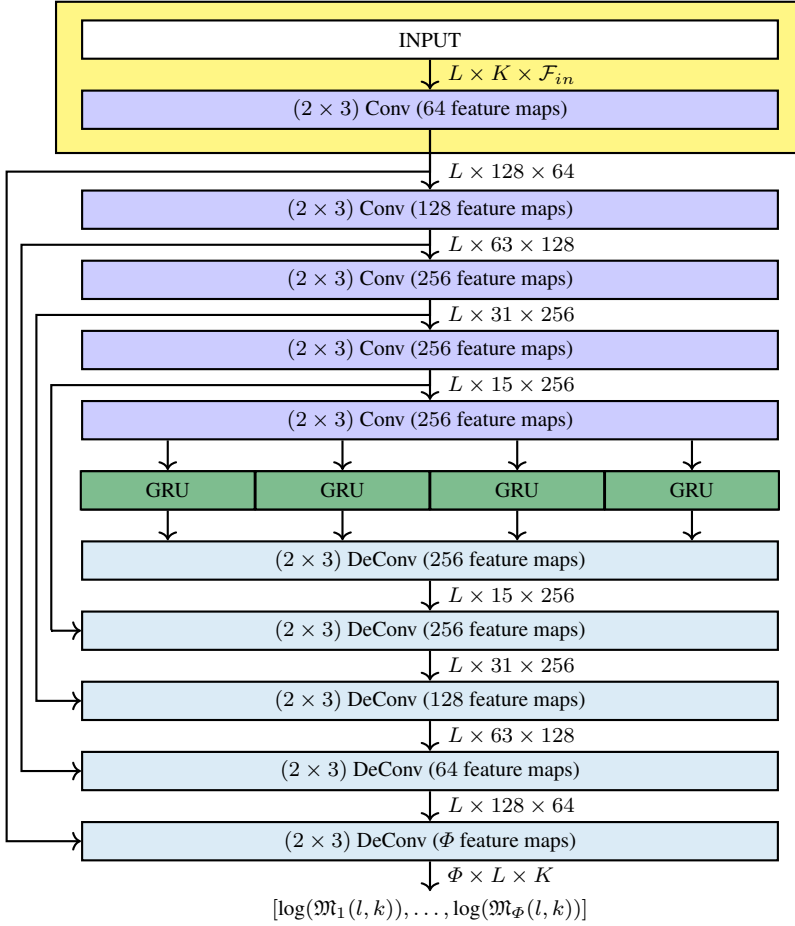 INPUT
L × K × ℱ_in
(2 × 3) Conv (64 feature maps)
L × 128 × 64
(2 × 3) Conv (128 feature maps)
L × 63 × 128
(2 × 3) Conv (256 feature maps)
L × 31 × 256
(2 × 3) Conv (256 feature maps)
L × 15 × 256
(2 × 3) Conv (256 feature maps)
GRU GRU GRU GRU
(2 × 3) DeConv (256 feature maps)
L × 15 × 256
(2 × 3) DeConv (256 feature maps)
L × 31 × 256
(2 × 3) DeConv (128 feature maps)
L × 63 × 128
(2 × 3) DeConv (64 feature maps)
L × 128 × 64
(2 × 3) DeConv (Φ feature maps)
Φ × L × K
[log(𝔐₁(l, k)), . . . , log(𝔐_Φ(l, k))]